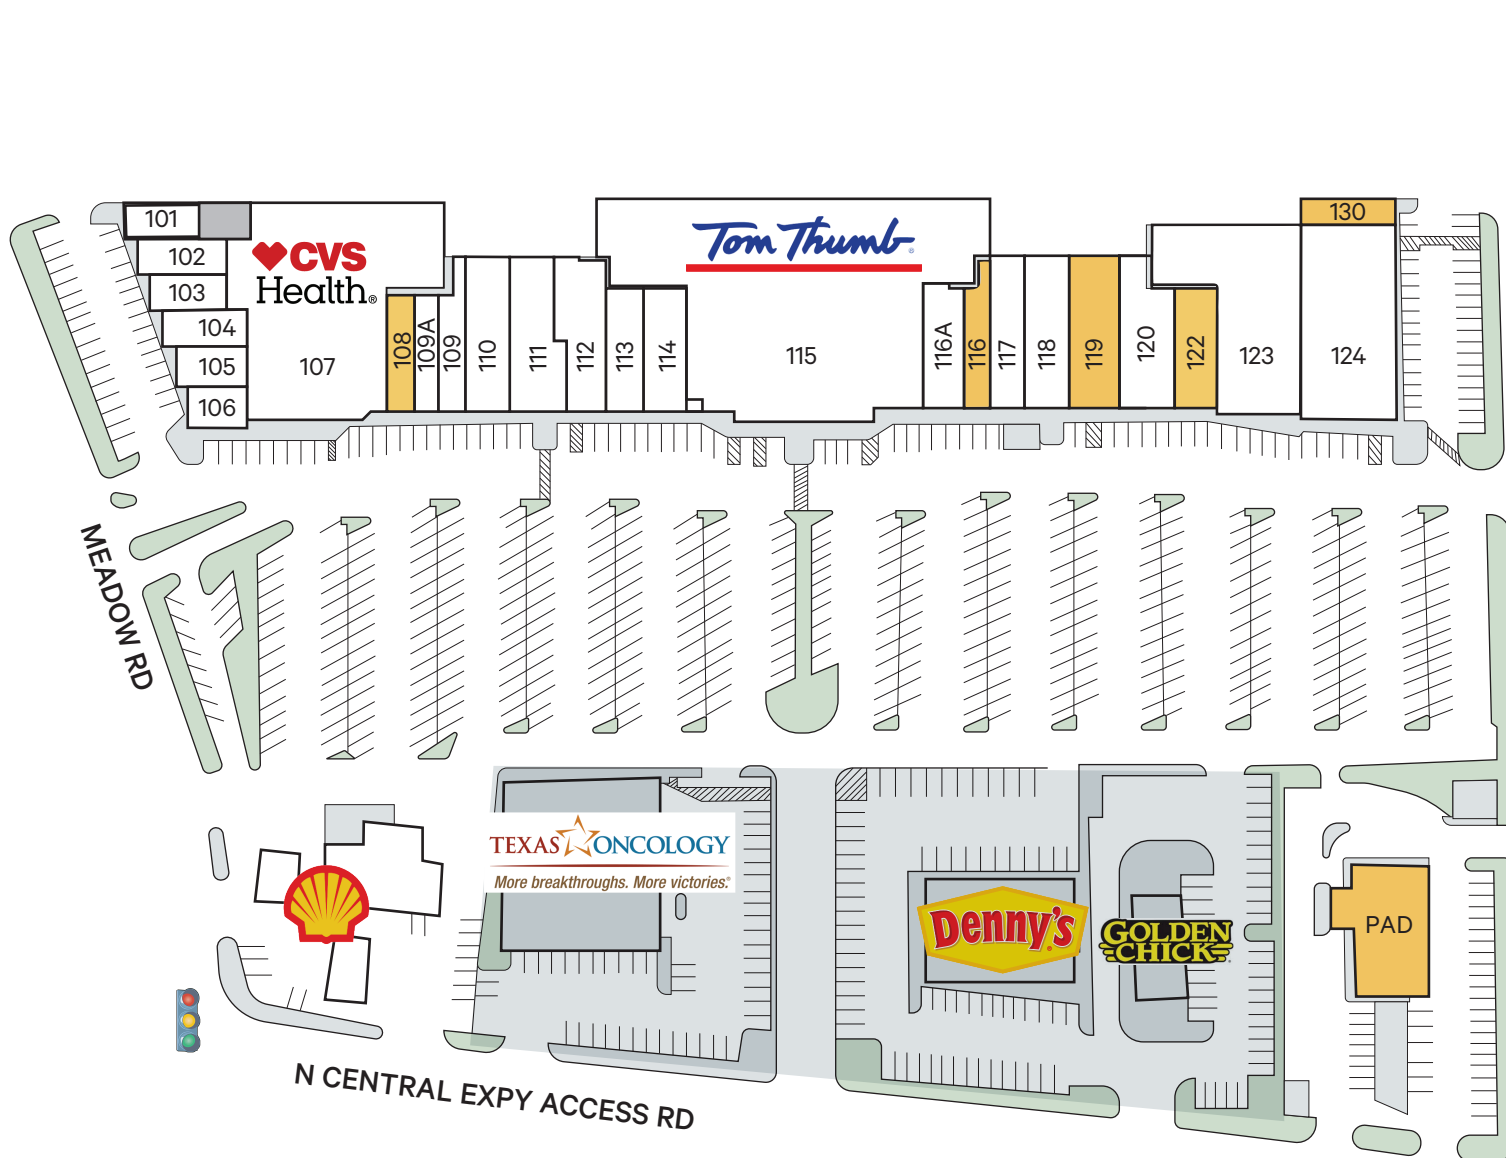 101
102
103
104
105
106
CVS
Health®
107
108
109A
109
110
111
112
113
114
Tom Thumb®
115
116A
116
117
118
119
120
122
123
124
130
MEADOW RD
TEXAS ONCOLOGY
More breakthroughs. More victories.®
Denny's®
GOLDEN
CHICK
PAD
N CENTRAL EXPY ACCESS RD